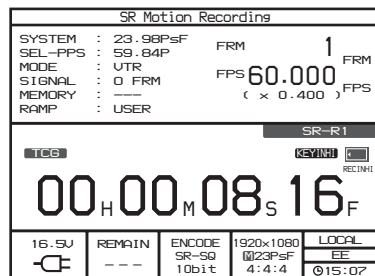 SR Motion Recording
SYSTEM : 23.98PsF
SEL-PPS : 59.84P
MODE : VTR
SIGNAL : 0 FRM
MEMORY : ---
RAMP : USER
FRM 1 FRM
FPS 60.000 FPS
( x 0.400 )
SR-R1
TCG
KEYINHI
RECINHI
00H00M08S16F
16.5V
REMAIN
---
ENCODE
SR-SQ
10bit
1920x1080
M23PsF
4:4:4
LOCAL
EE
15:07